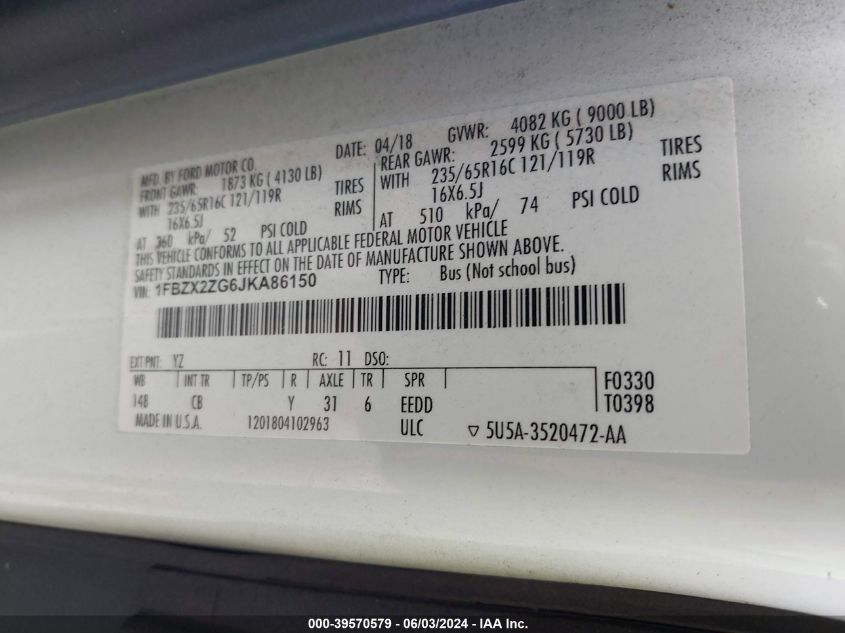 MFD. BY FORD MOTOR CO.
DATE: 04/18 GVWR: 4082 KG ( 9000 LB)
FRONT GAWR: 1873 KG ( 4130 LB)
WITH 235/65R16C 121/119R TIRES
16X6.5J RIMS
AT 360 kPa/ 52 PSI COLD
REAR GAWR: 2599 KG ( 5730 LB)
WITH 235/65R16C 121/119R TIRES
16X6.5J RIMS
AT 510 kPa/ 74 PSI COLD
THIS VEHICLE CONFORMS TO ALL APPLICABLE FEDERAL MOTOR VEHICLE
SAFETY STANDARDS IN EFFECT ON THE DATE OF MANUFACTURE SHOWN ABOVE.
VIN: 1FBZX2ZG6JKA86150 TYPE: Bus (Not school bus)
EXT PNT: YZ RC: 11 DSO:
WB INT TR TP/PS R AXLE TR SPR F0330
148 CB Y 31 6 EEDD T0398
MADE IN U.S.A. 1201804102963 ULC ▽ 5U5A-3520472-AA
000-39570579 - 06/03/2024 - IAA Inc.